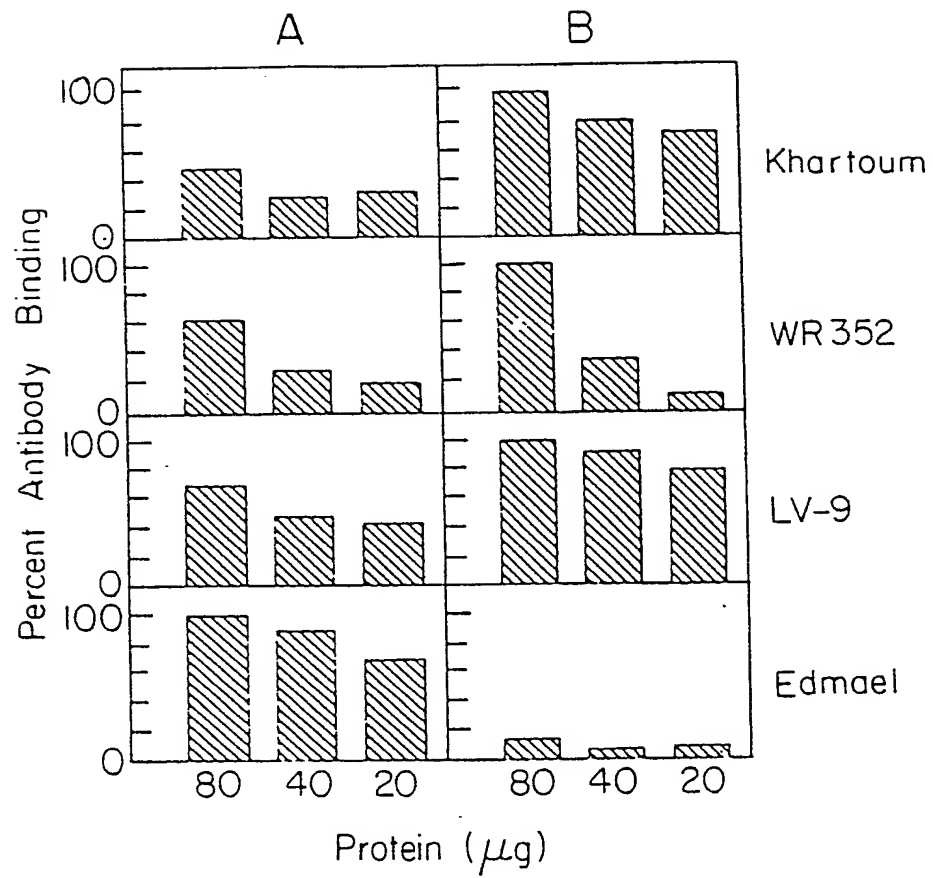 A B
100
0
Khartoum
100
0
WR 352
100
0
LV-9
100
0
Edmael
Percent Antibody Binding
80 40 20 80 40 20
Protein (μg)